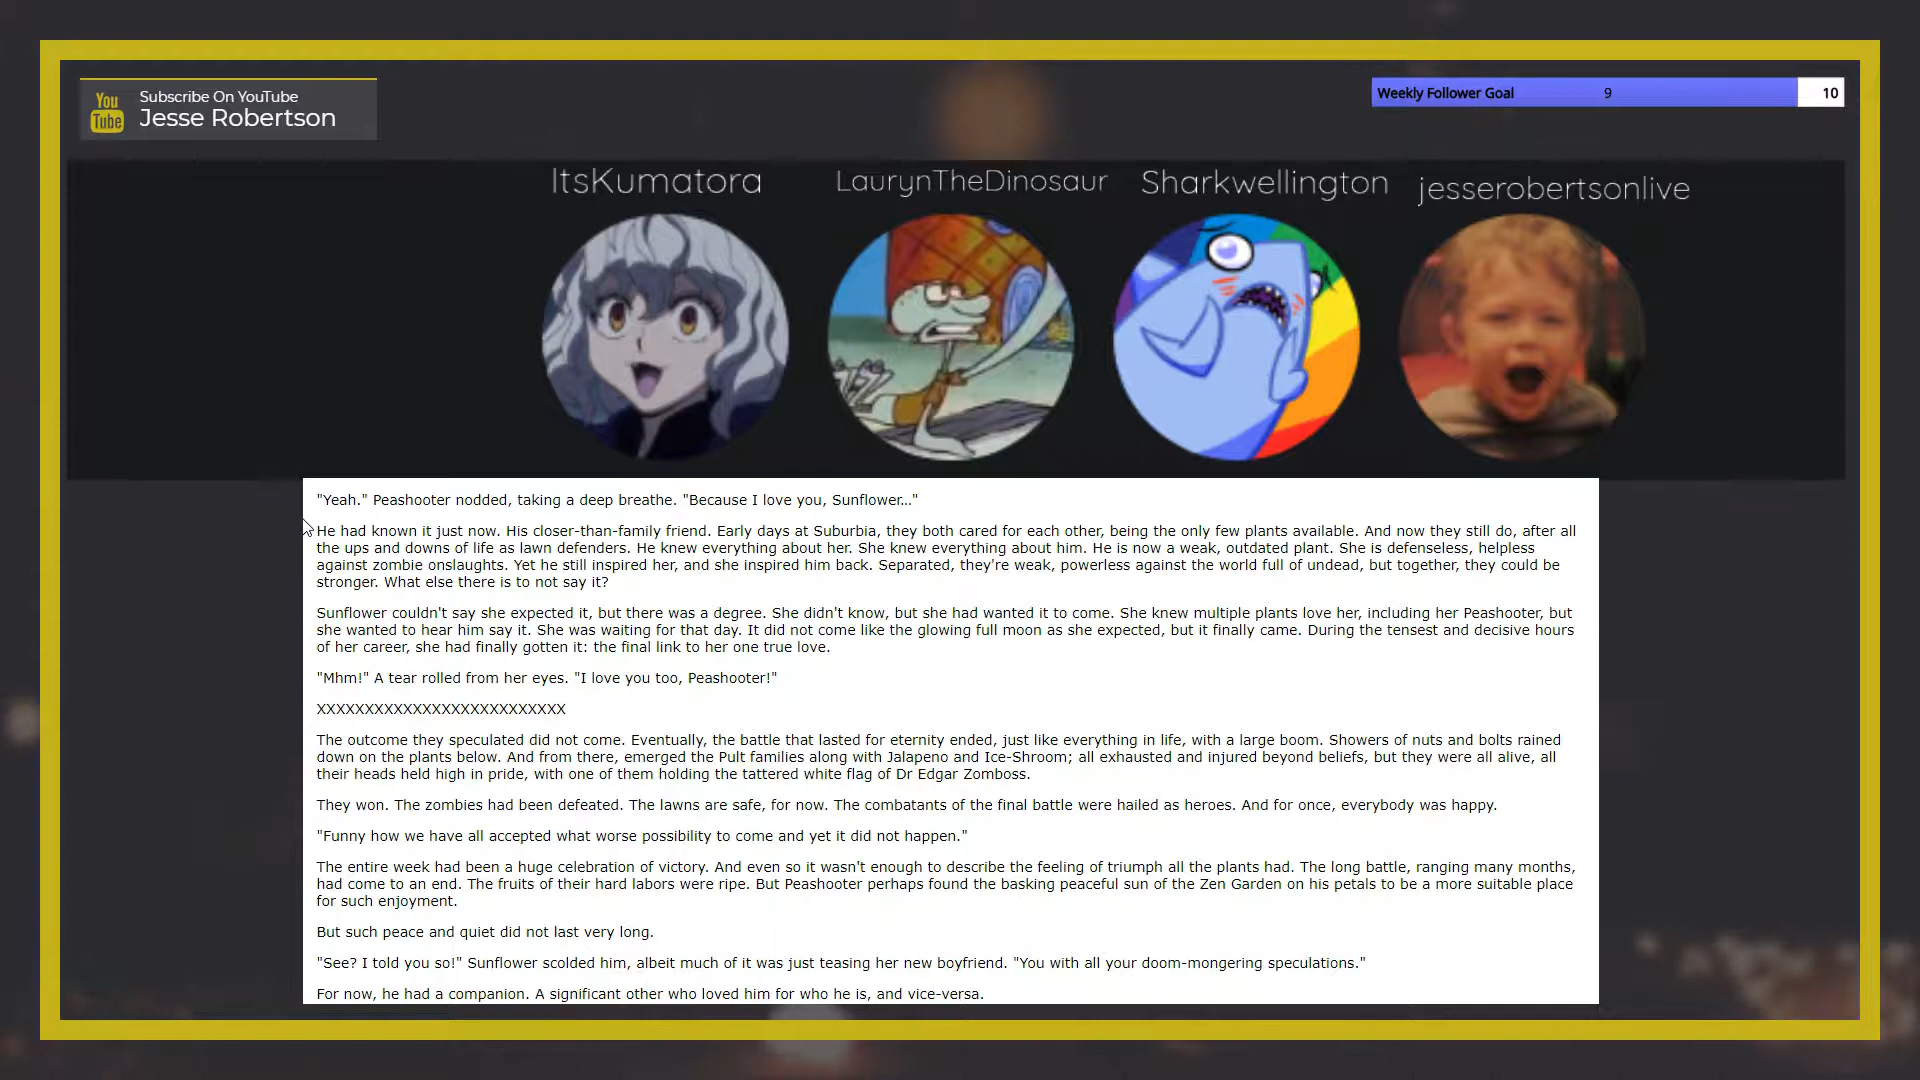 You
Tube
Subscribe On YouTube
Jesse Robertson
Weekly Follower Goal 9 10
ItsKumatora
LaurynTheDinosaur
Sharkwellington
jesserobertsonlive
"Yeah." Peashooter nodded, taking a deep breathe. "Because I love you, Sunflower..."
He had known it just now. His closer-than-family friend. Early days at Suburbia, they both cared for each other, being the only few plants available. And now they still do, after all
the ups and downs of life as lawn defenders. He knew everything about her. She knew everything about him. He is now a weak, outdated plant. She is defenseless, helpless
against zombie onslaughts. Yet he still inspired her, and she inspired him back. Separated, they're weak, powerless against the world full of undead, but together, they could be
stronger. What else there is to not say it?
Sunflower couldn't say she expected it, but there was a degree. She didn't know, but she had wanted it to come. She knew multiple plants love her, including her Peashooter, but
she wanted to hear him say it. She was waiting for that day. It did not come like the glowing full moon as she expected, but it finally came. During the tensest and decisive hours
of her career, she had finally gotten it: the final link to her one true love.
"Mhm!" A tear rolled from her eyes. "I love you too, Peashooter!"
XXXXXXXXXXXXXXXXXXXXXXXXXX
The outcome they speculated did not come. Eventually, the battle that lasted for eternity ended, just like everything in life, with a large boom. Showers of nuts and bolts rained
down on the plants below. And from there, emerged the Pult families along with Jalapeno and Ice-Shroom; all exhausted and injured beyond beliefs, but they were all alive, all
their heads held high in pride, with one of them holding the tattered white flag of Dr Edgar Zomboss.
They won. The zombies had been defeated. The lawns are safe, for now. The combatants of the final battle were hailed as heroes. And for once, everybody was happy.
"Funny how we have all accepted what worse possibility to come and yet it did not happen."
The entire week had been a huge celebration of victory. And even so it wasn't enough to describe the feeling of triumph all the plants had. The long battle, ranging many months,
had come to an end. The fruits of their hard labors were ripe. But Peashooter perhaps found the basking peaceful sun of the Zen Garden on his petals to be a more suitable place
for such enjoyment.
But such peace and quiet did not last very long.
"See? I told you so!" Sunflower scolded him, albeit much of it was just teasing her new boyfriend. "You with all your doom-mongering speculations."
For now, he had a companion. A significant other who loved him for who he is, and vice-versa.